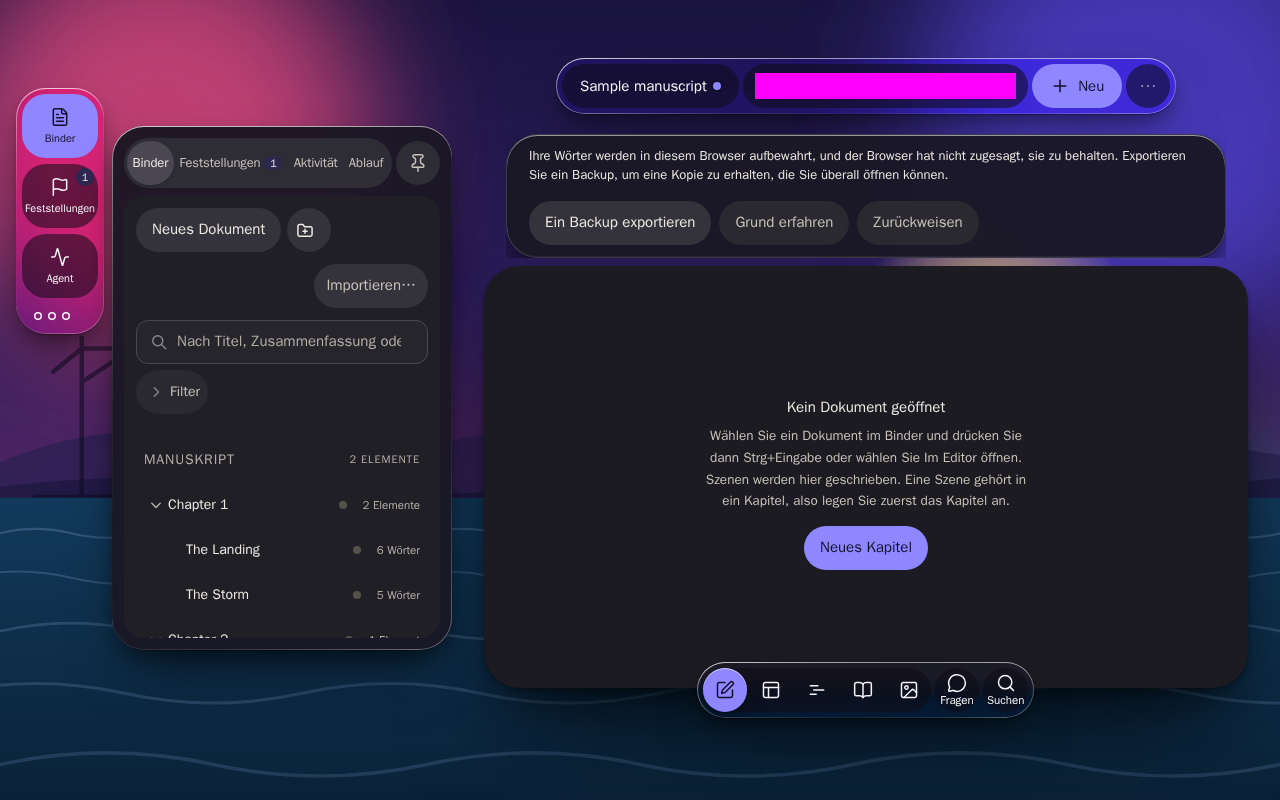 Sample manuscript
Neu
Binder
Feststellungen
1
Agent
Binder
Feststellungen 1
Aktivität
Ablauf
Neues Dokument
Importieren···
Nach Titel, Zusammenfassung ode
Filter
MANUSKRIPT
2 ELEMENTE
Chapter 1
2 Elemente
The Landing
6 Wörter
The Storm
5 Wörter
Ihre Wörter werden in diesem Browser aufbewahrt, und der Browser hat nicht zugesagt, sie zu behalten. Exportieren
Sie ein Backup, um eine Kopie zu erhalten, die Sie überall öffnen können.
Ein Backup exportieren
Grund erfahren
Zurückweisen
Kein Dokument geöffnet
Wählen Sie ein Dokument im Binder und drücken Sie
dann Strg+Eingabe oder wählen Sie Im Editor öffnen.
Szenen werden hier geschrieben. Eine Szene gehört in
ein Kapitel, also legen Sie zuerst das Kapitel an.
Neues Kapitel
Fragen
Suchen